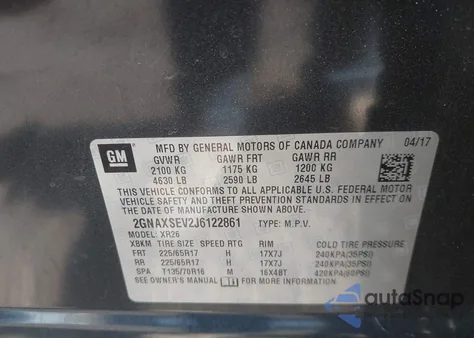 GM
MFD BY GENERAL MOTORS OF CANADA COMPANY 04/17
GVWR GAWR FRT GAWR RR
2100 KG 1175 KG 1200 KG
4630 LB 2590 LB 2645 LB
THIS VEHICLE CONFORMS TO ALL APPLICABLE U.S. FEDERAL MOTOR
VEHICLE SAFETY AND THEFT PREVENTION STANDARDS IN EFFECT ON
THE DATE OF MANUFACTURE SHOWN ABOVE.
2GNAXSEV2J6122861 TYPE: M.P.V.
MODEL: XR26
XBKM TIRE SIZE SPEED RTG RIM COLD TIRE PRESSURE
FRT 225/65R17 H 17X7J 240KPA(35PSI)
RR 225/65R17 H 17X7J 240KPA(35PSI)
SPA T135/70R16 M 16X4BT 420KPA(60PSI)
SEE OWNER'S MANUAL FOR MORE INFORMATION.
autoSnap